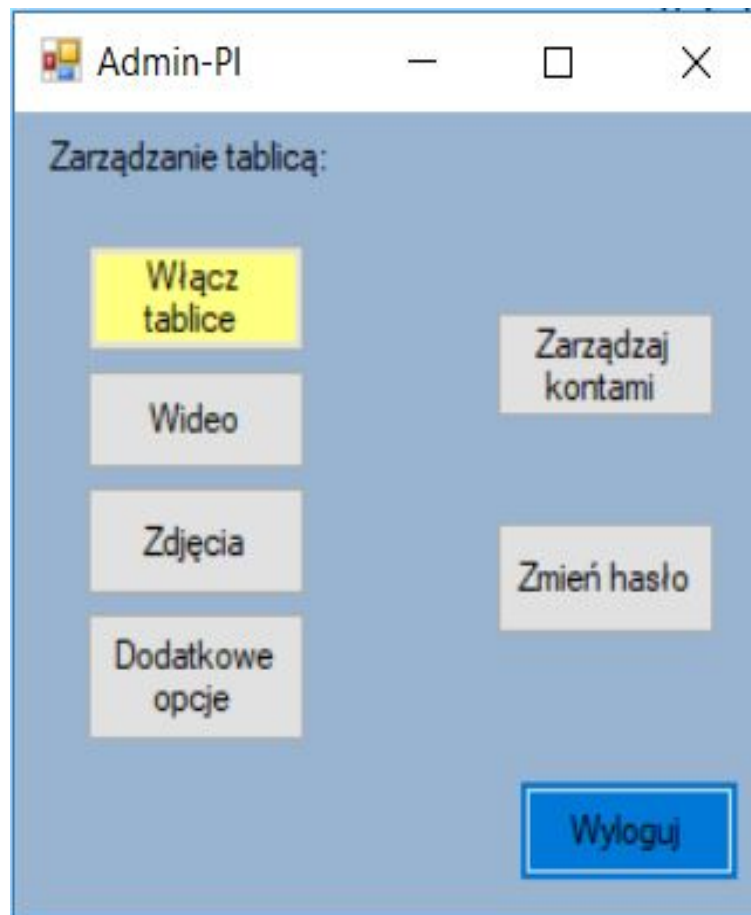 Admin-PI
Zarządzanie tablicą:
Włącz
tablice
Wideo
Zdjęcia
Dodatkowe
opcje
Zarządzaj
kontami
Zmień hasło
Wyloguj